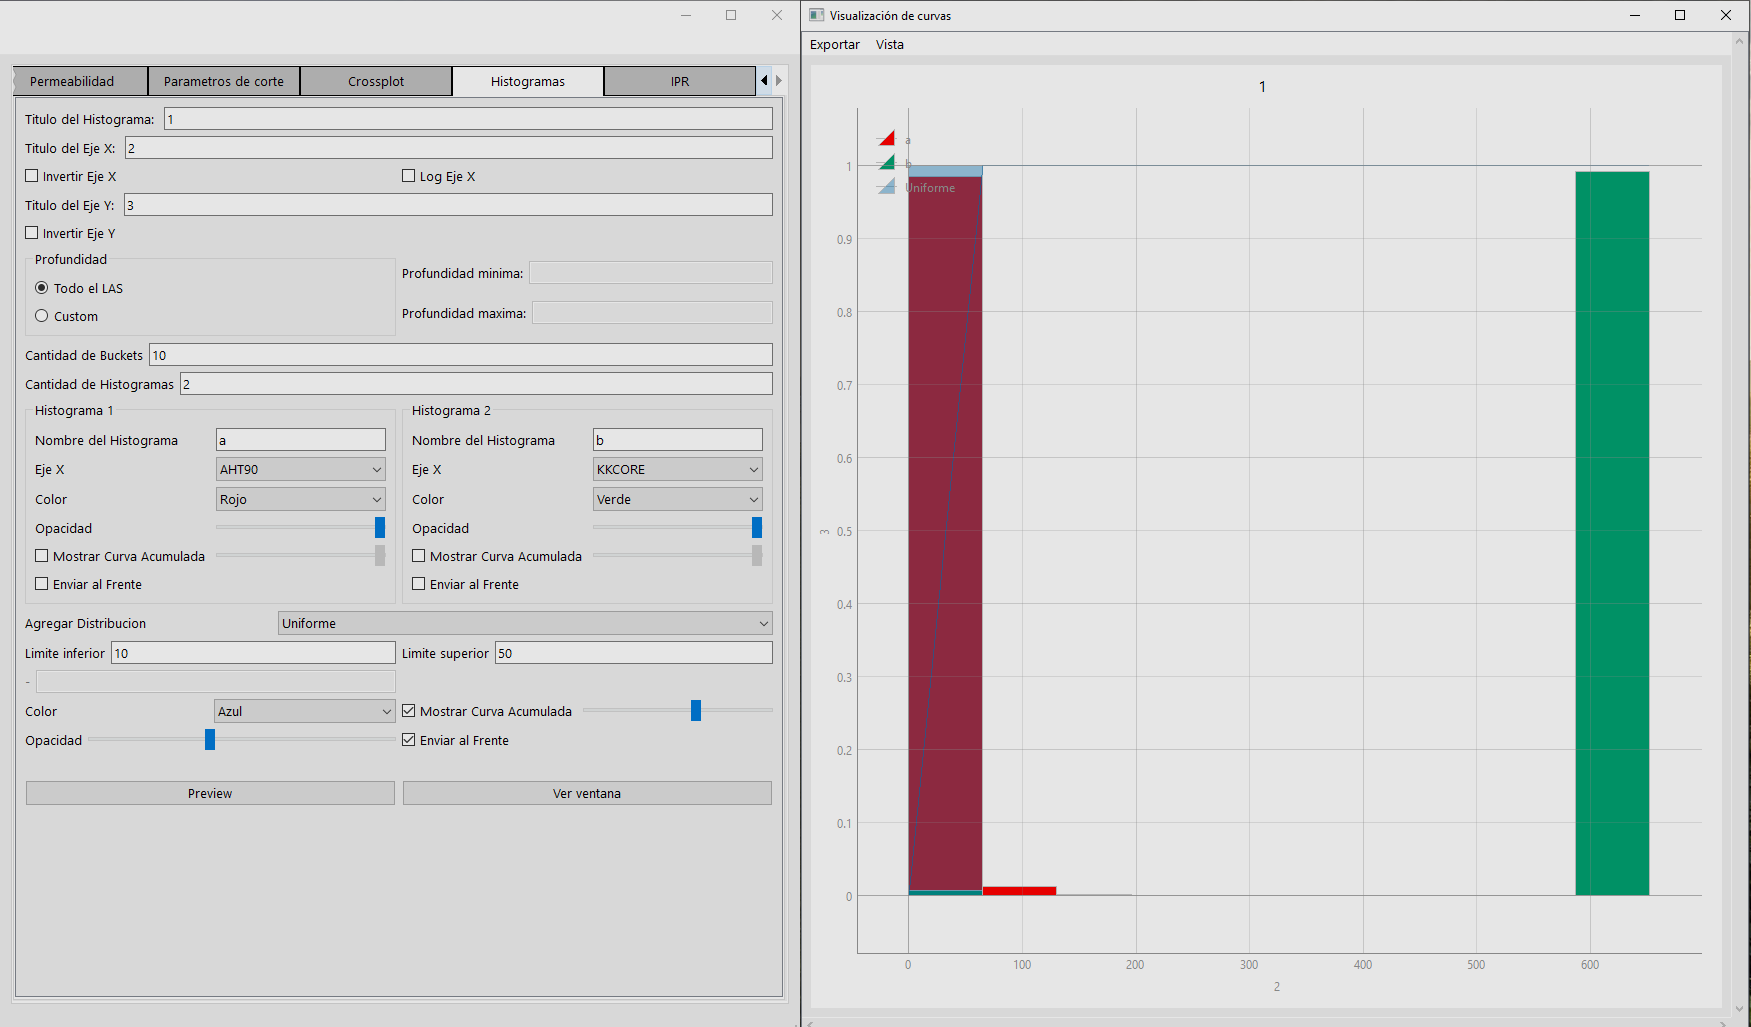 Permeabilidad Parametros de corte Crossplot Histogramas IPR
Titulo del Histograma: 1
Titulo del Eje X: 2
Invertir Eje X Log Eje X
Titulo del Eje Y: 3
Invertir Eje Y
Profundidad
Todo el LAS
Custom
Profundidad minima:
Profundidad maxima:
Cantidad de Buckets 10
Cantidad de Histogramas 2
Histograma 1
Nombre del Histograma a
Eje X AHT90
Color Rojo
Opacidad
Mostrar Curva Acumulada
Enviar al Frente
Histograma 2
Nombre del Histograma b
Eje X KKCORE
Color Verde
Opacidad
Mostrar Curva Acumulada
Enviar al Frente
Agregar Distribucion Uniforme
Limite inferior 10 Limite superior 50
-
Color Azul Mostrar Curva Acumulada
Opacidad Enviar al Frente
Preview Ver ventana
Visualización de curvas
Exportar Vista
1
a
b
Uniforme
1
0.9
0.8
0.7
0.6
0.5
0.4
0.3
0.2
0.1
0
3
0 100 200 300 400 500 600
2